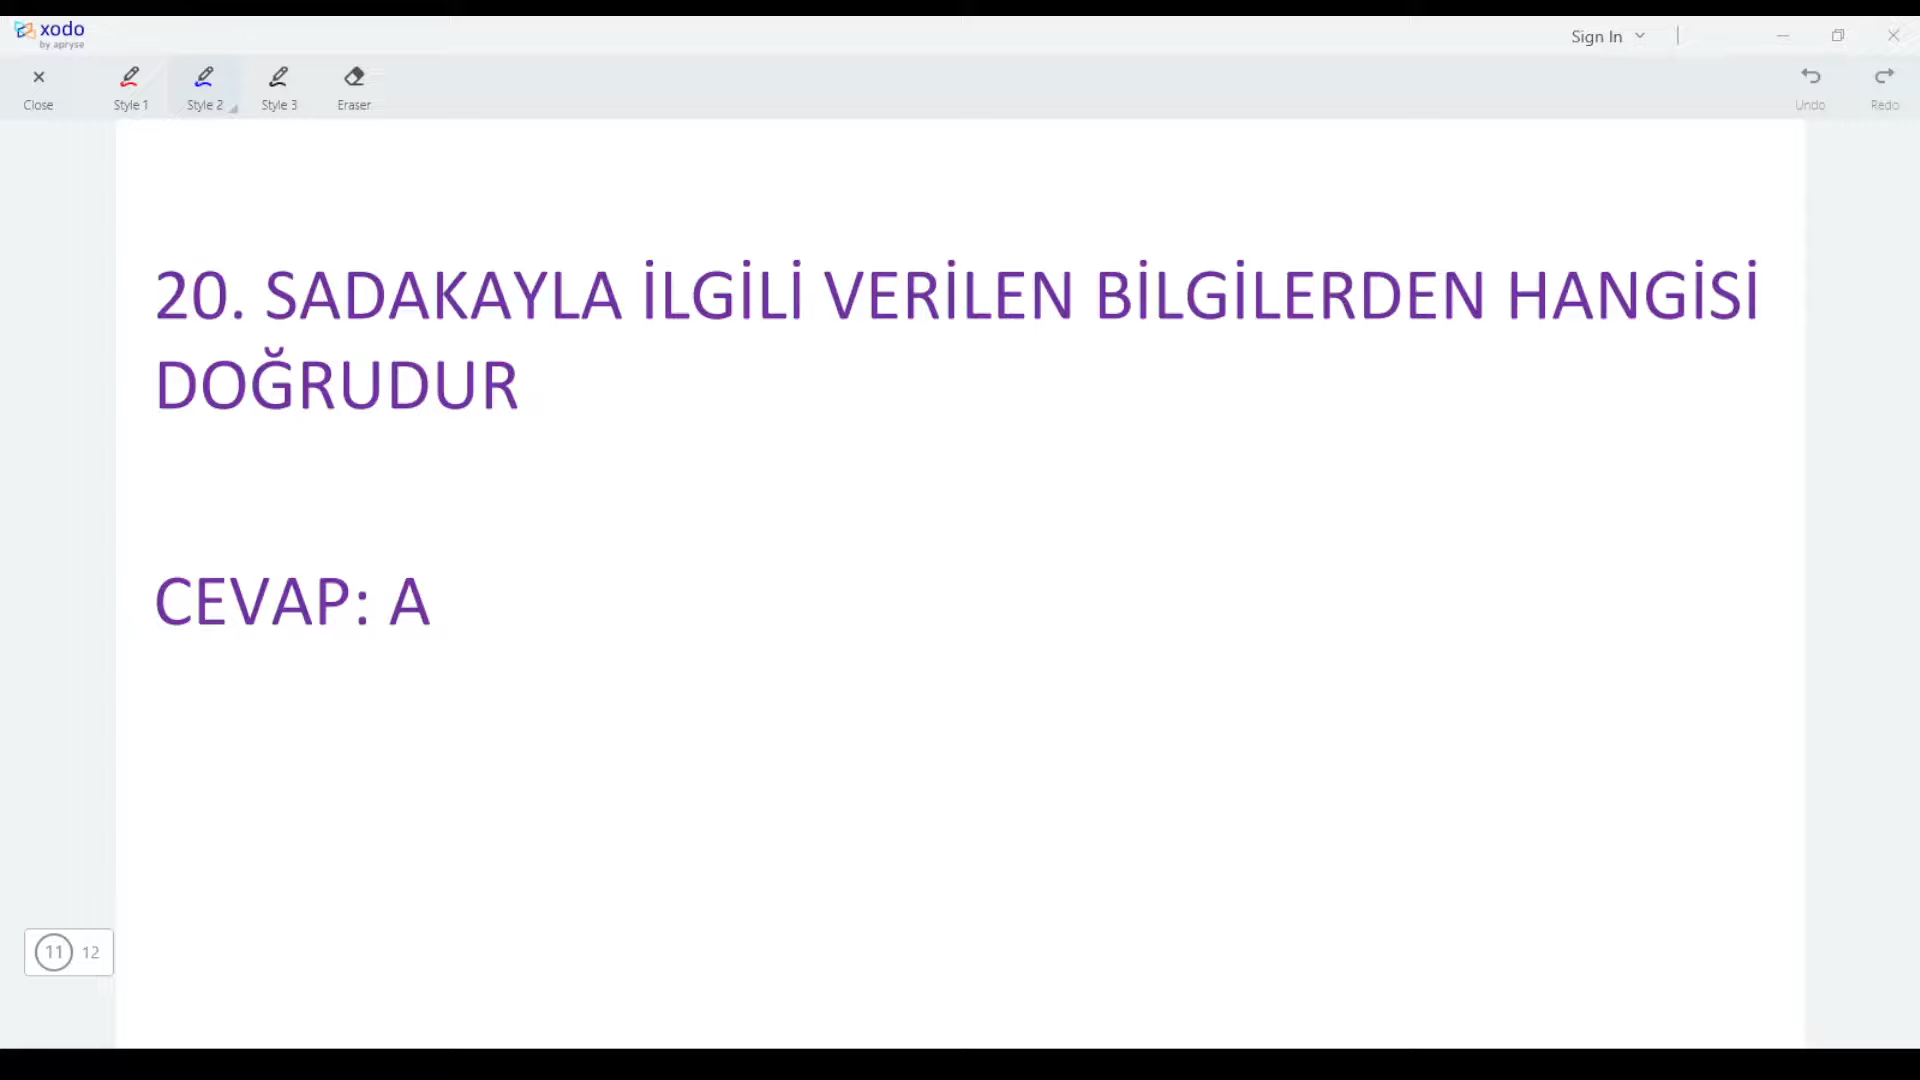 xodo
by apryse
Sign In
Close
Style 1
Style 2
Style 3
Eraser
Undo
Redo
20. SADAKAYLA İLGİLİ VERİLEN BİLGİLERDEN HANGİSİ
DOĞRUDUR
CEVAP: A
11 12